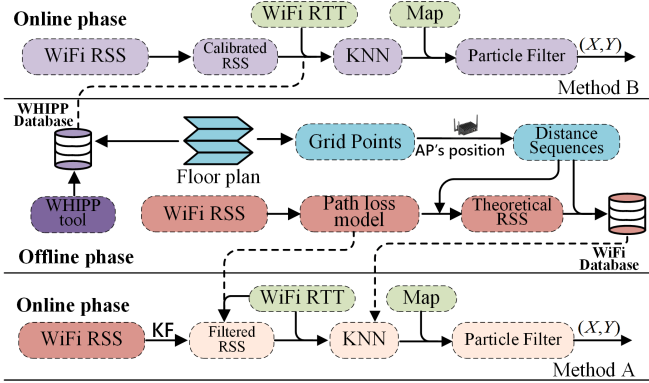 Online phase
WiFi RTT
Map
WiFi RSS
Calibrated
RSS
KNN
Particle Filter
(X,Y)
Method B
WHIPP
Database
Floor plan
Grid Points
AP's position
Distance
Sequences
WHIPP
tool
WiFi RSS
Path loss
model
Theoretical
RSS
WiFi
Database
Offline phase
Online phase
WiFi RTT
Map
WiFi RSS
KF
Filtered
RSS
KNN
Particle Filter
(X,Y)
Method A